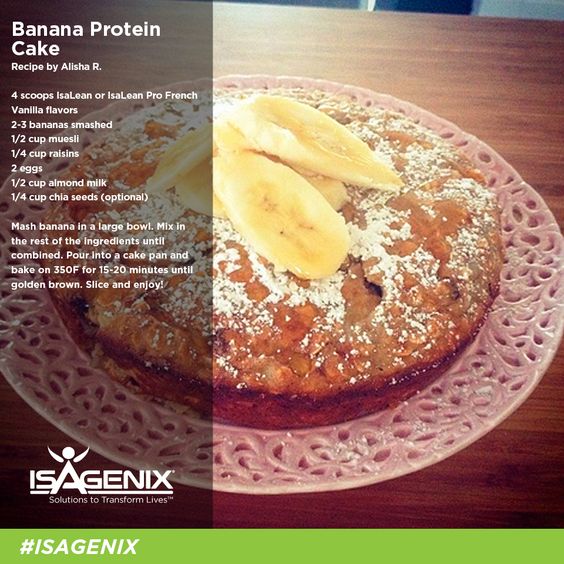 Banana Protein
Cake
Recipe by Alisha R.
4 scoops IsaLean or IsaLean Pro French
Vanilla flavors
2-3 bananas smashed
1/2 cup muesli
1/4 cup raisins
2 eggs
1/2 cup almond milk
1/4 cup chia seeds (optional)
Mash banana in a large bowl. Mix in
the rest of the ingredients until
combined. Pour into a cake pan and
bake on 350F for 15-20 minutes until
golden brown. Slice and enjoy!
ISAGENIX®
Solutions to Transform Lives™
#ISAGENIX